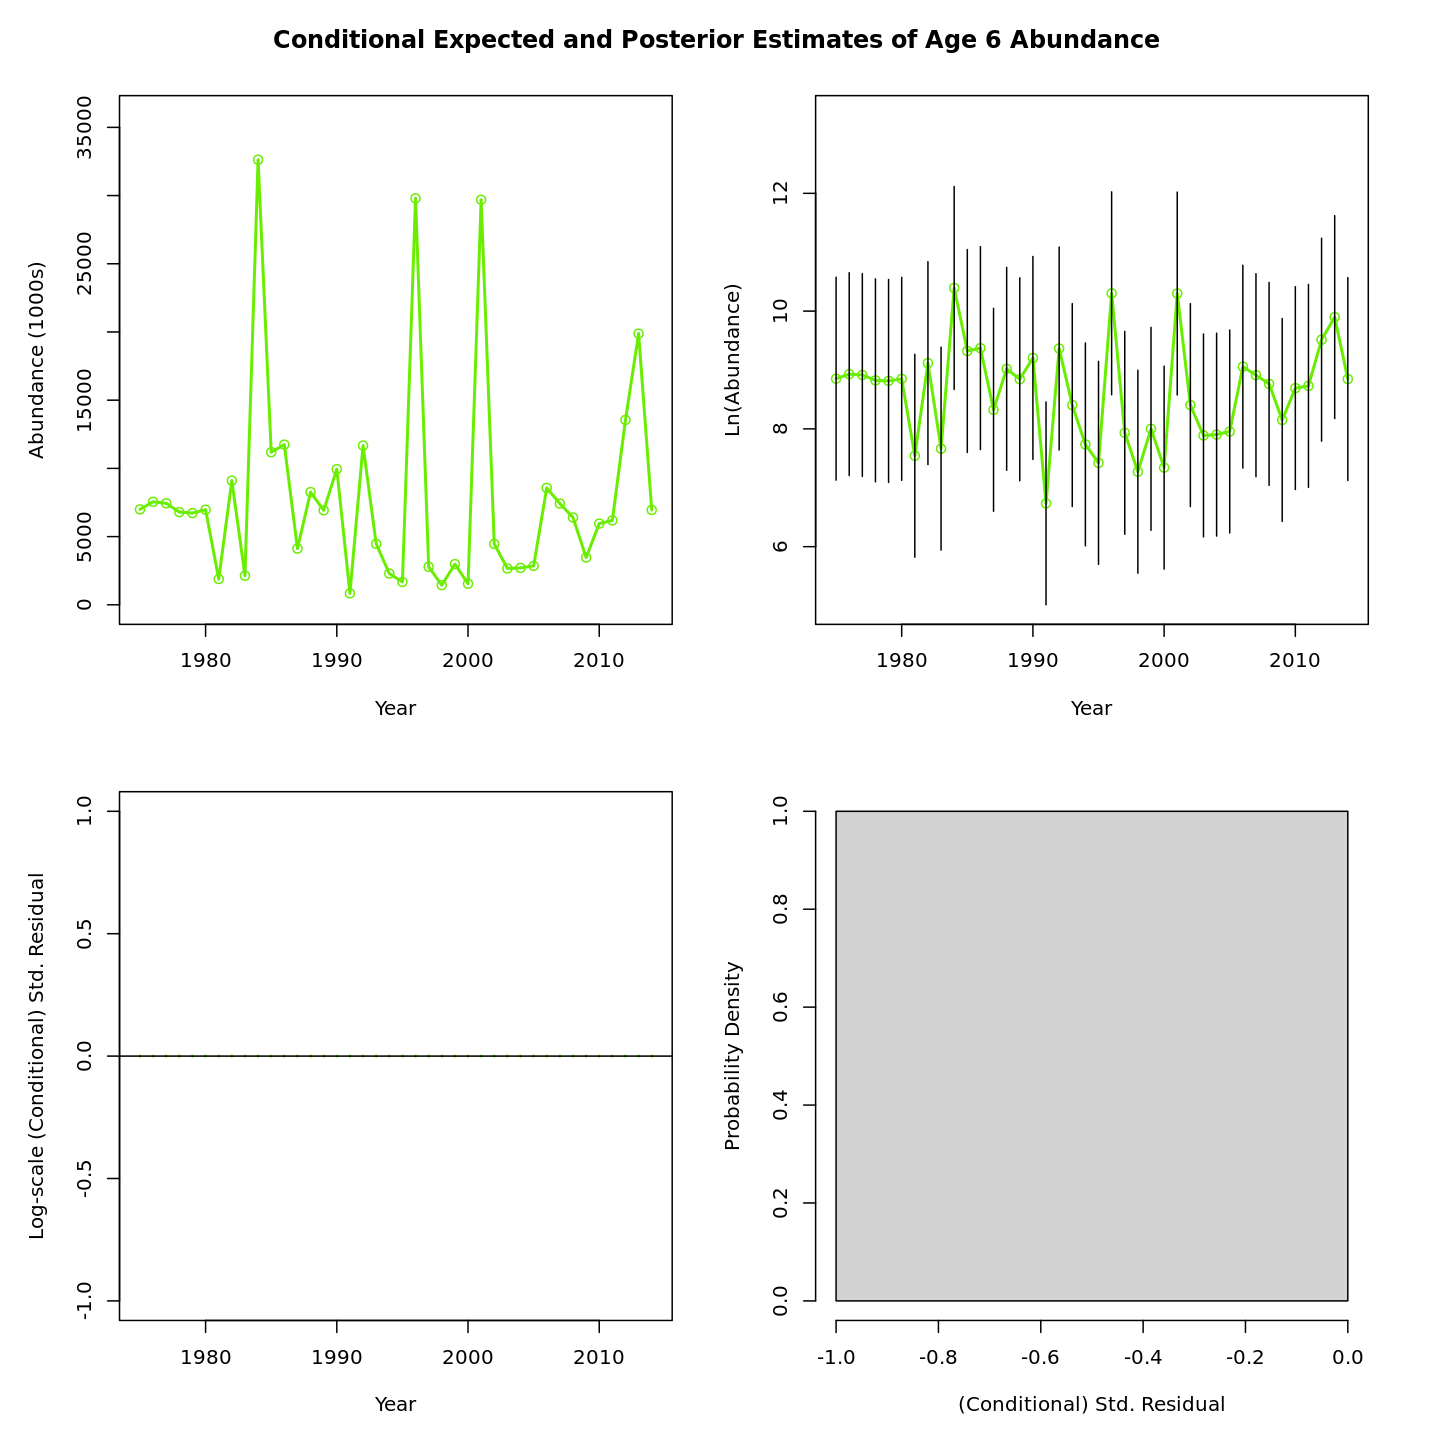 Conditional Expected and Posterior Estimates of Age 6 Abundance
Abundance (1000s)
35000
25000
15000
5000
0
1980 1990 2000 2010
Year
Ln(Abundance)
12
10
8
6
1980 1990 2000 2010
Year
Log-scale (Conditional) Std. Residual
1.0
0.5
0.0
-0.5
-1.0
1980 1990 2000 2010
Year
Probability Density
1.0
0.8
0.6
0.4
0.2
0.0
-1.0 -0.8 -0.6 -0.4 -0.2 0.0
(Conditional) Std. Residual